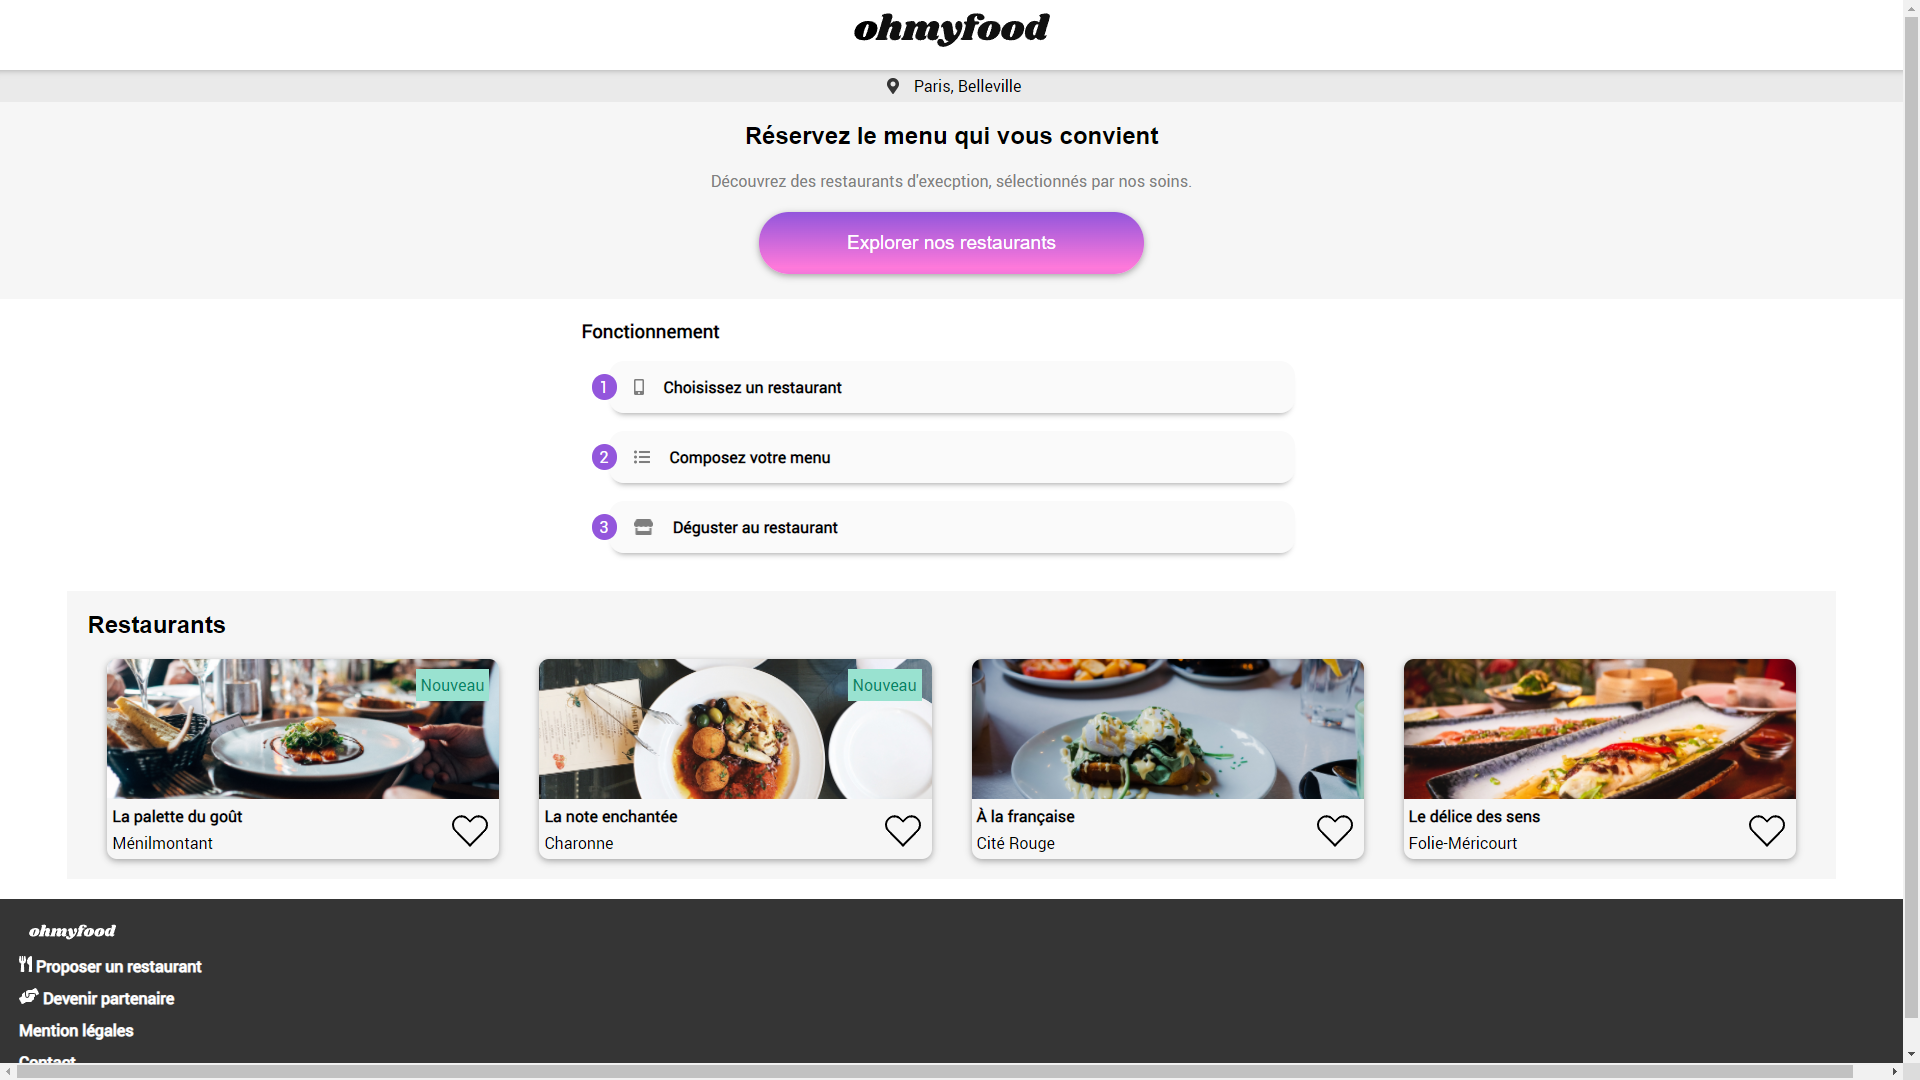 ohmyfood
Paris, Belleville
Réservez le menu qui vous convient
Découvrez des restaurants d'execption, sélectionnés par nos soins.
Explorer nos restaurants
Fonctionnement
1 Choisissez un restaurant
2 Composez votre menu
3 Déguster au restaurant
Restaurants
Nouveau
La palette du goût
Ménilmontant
Nouveau
La note enchantée
Charonne
À la française
Cité Rouge
Le délice des sens
Folie-Méricourt
ohmyfood
Proposer un restaurant
Devenir partenaire
Mention légales
Contact